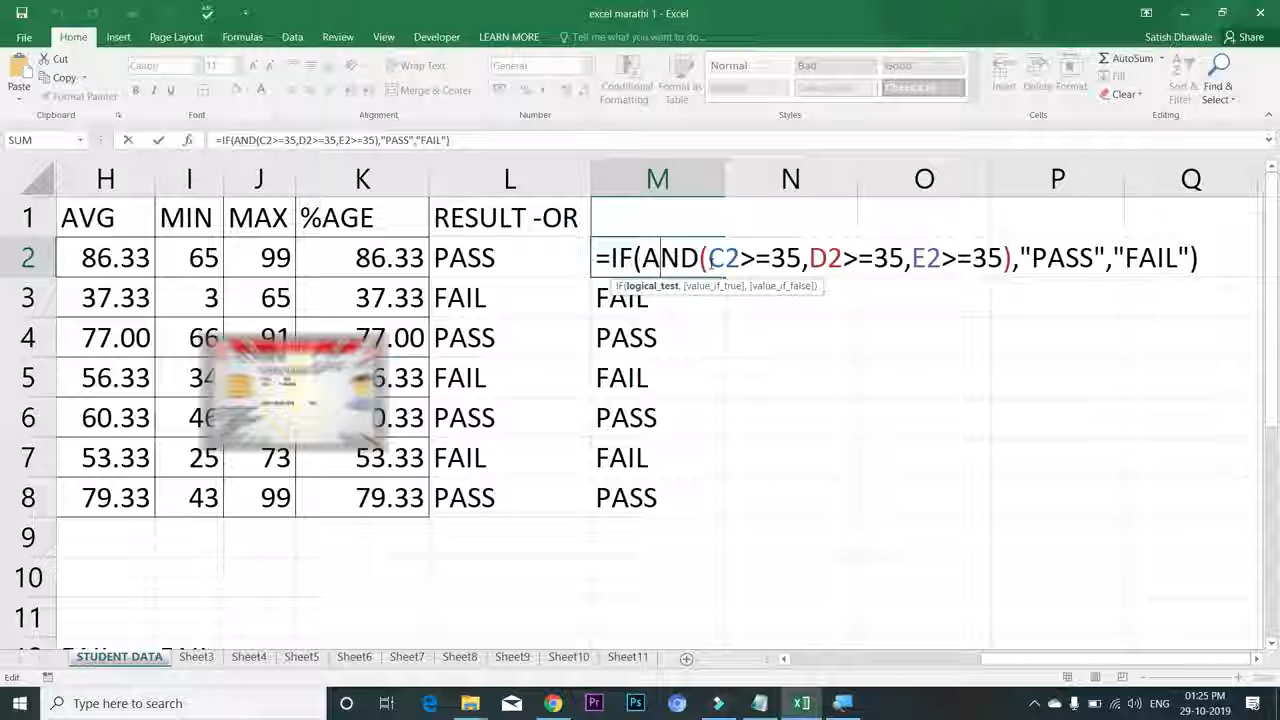 excel marathi 1 - Excel
File Home Insert Page Layout Formulas Data Review View Developer LEARN MORE Tell me what you want to do... Satish Dhawale Share
Paste Cut Copy Format Painter
Clipboard
11
B I U
Font
Wrap Text
Merge & Center
Alignment
General
Number
Conditional Formatting
Format as Table
Normal Bad Good
Styles
Insert Delete Format
Cells
AutoSum
Fill
Clear
Sort & Filter
Find & Select
Editing
SUM =IF(AND(C2>=35,D2>=35,E2>=35),"PASS","FAIL")
H I J K L M N O P Q
1 AVG MIN MAX %AGE RESULT -OR
2 86.33 65 99 86.33 PASS =IF(AND(C2>=35,D2>=35,E2>=35),"PASS","FAIL")
IF(logical_test, [value_if_true], [value_if_false])
3 37.33 3 65 37.33 FAIL FAIL
4 77.00 66 91 77.00 PASS PASS
5 56.33 34 FAIL FAIL
6 60.33 46 PASS PASS
7 53.33 25 73 53.33 FAIL FAIL
8 79.33 43 99 79.33 PASS PASS
9
10
11
STUDENT DATA Sheet3 Sheet4 Sheet5 Sheet6 Sheet7 Sheet8 Sheet9 Sheet10 Sheet11
Edit
Type here to search
Pr Ps
ENG
01:25 PM
29-10-2019